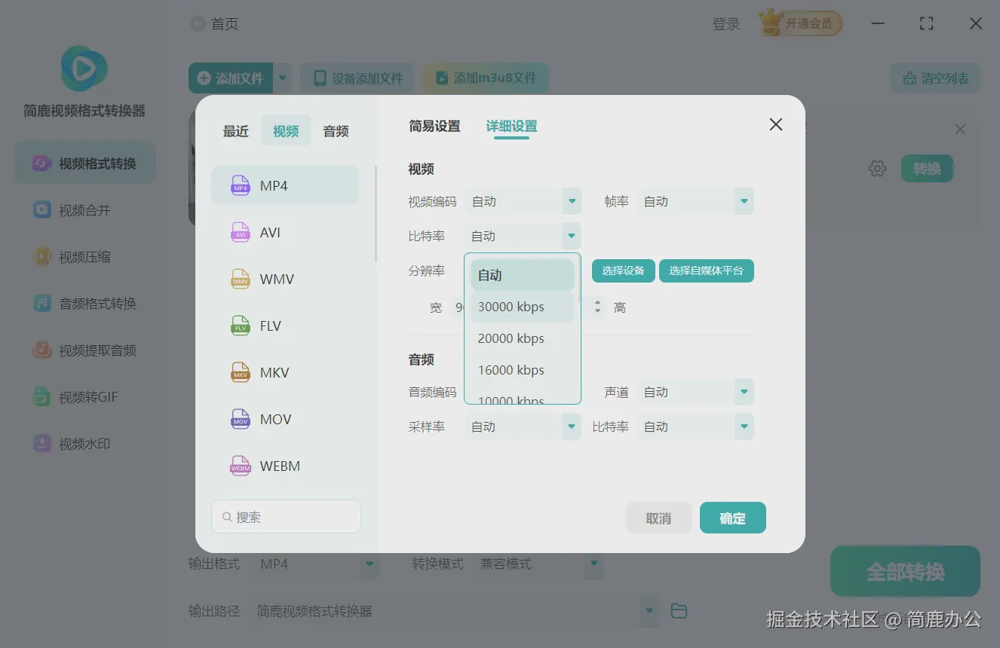 首页
登录
VIP 开通会员
简鹿视频格式转换器
添加文件
设备添加文件
添加m3u8文件
清空列表
视频格式转换
视频合并
视频压缩
音频格式转换
视频提取音频
视频转GIF
视频水印
转换
最近 视频 音频
MP4 MP4
AVI AVI
WMV WMV
FLV FLV
MKV MKV
MOV MOV
WEBM WEBM
搜索
简易设置 详细设置
视频
视频编码 自动 帧率 自动
比特率 自动
分辨率 选择设备 选择自媒体平台
自动
30000 kbps
20000 kbps
16000 kbps
10000 kbps
宽 高
音频
音频编码 声道 自动
采样率 自动 比特率 自动
取消 确定
输出格式 MP4 转换模式 兼容模式
全部转换
输出路径 简鹿视频格式转换器
掘金技术社区 @ 简鹿办公